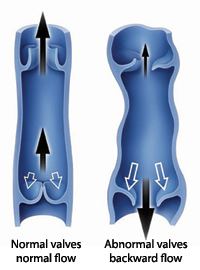 Normal valves
normal flow
Abnormal valves
backward flow